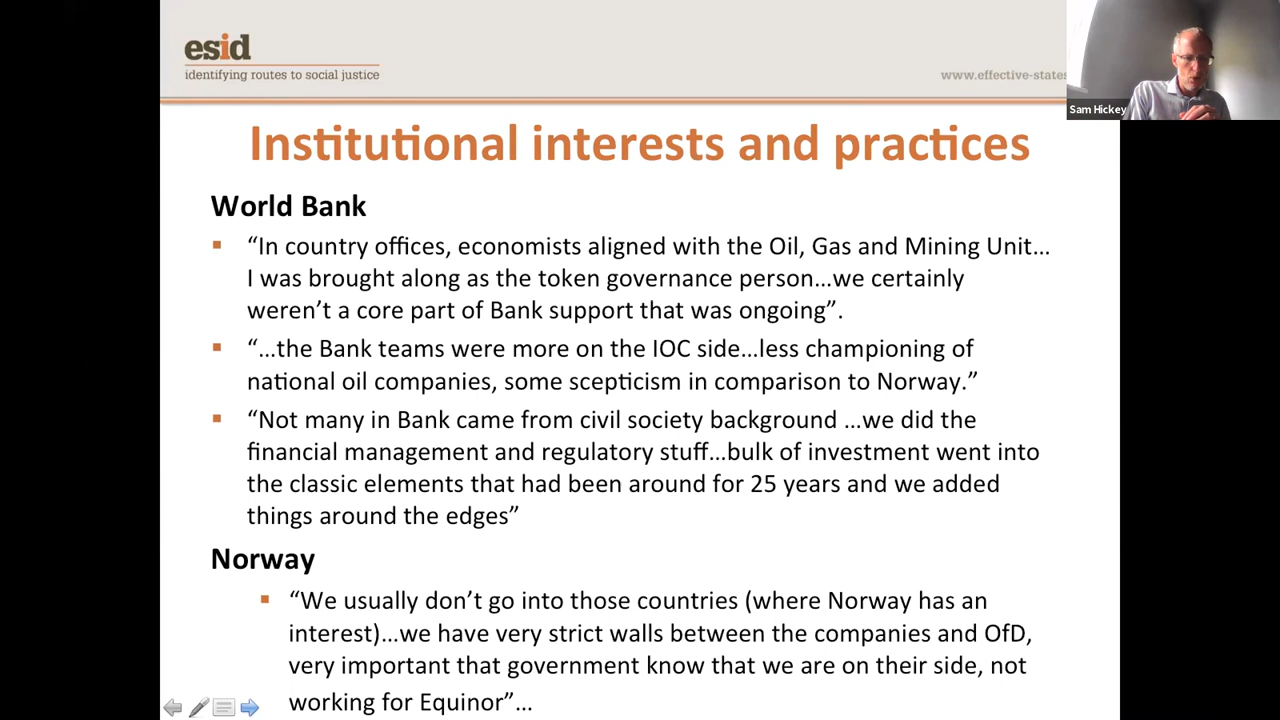 esid
identifying routes to social justice
www.effective-states
Sam Hickey
Institutional interests and practices
World Bank
▪ “In country offices, economists aligned with the Oil, Gas and Mining Unit…
I was brought along as the token governance person…we certainly
weren’t a core part of Bank support that was ongoing”.
▪ “…the Bank teams were more on the IOC side…less championing of
national oil companies, some scepticism in comparison to Norway.”
▪ “Not many in Bank came from civil society background …we did the
financial management and regulatory stuff…bulk of investment went into
the classic elements that had been around for 25 years and we added
things around the edges”
Norway
▪ “We usually don’t go into those countries (where Norway has an
interest)…we have very strict walls between the companies and OfD,
very important that government know that we are on their side, not
working for Equinor”…